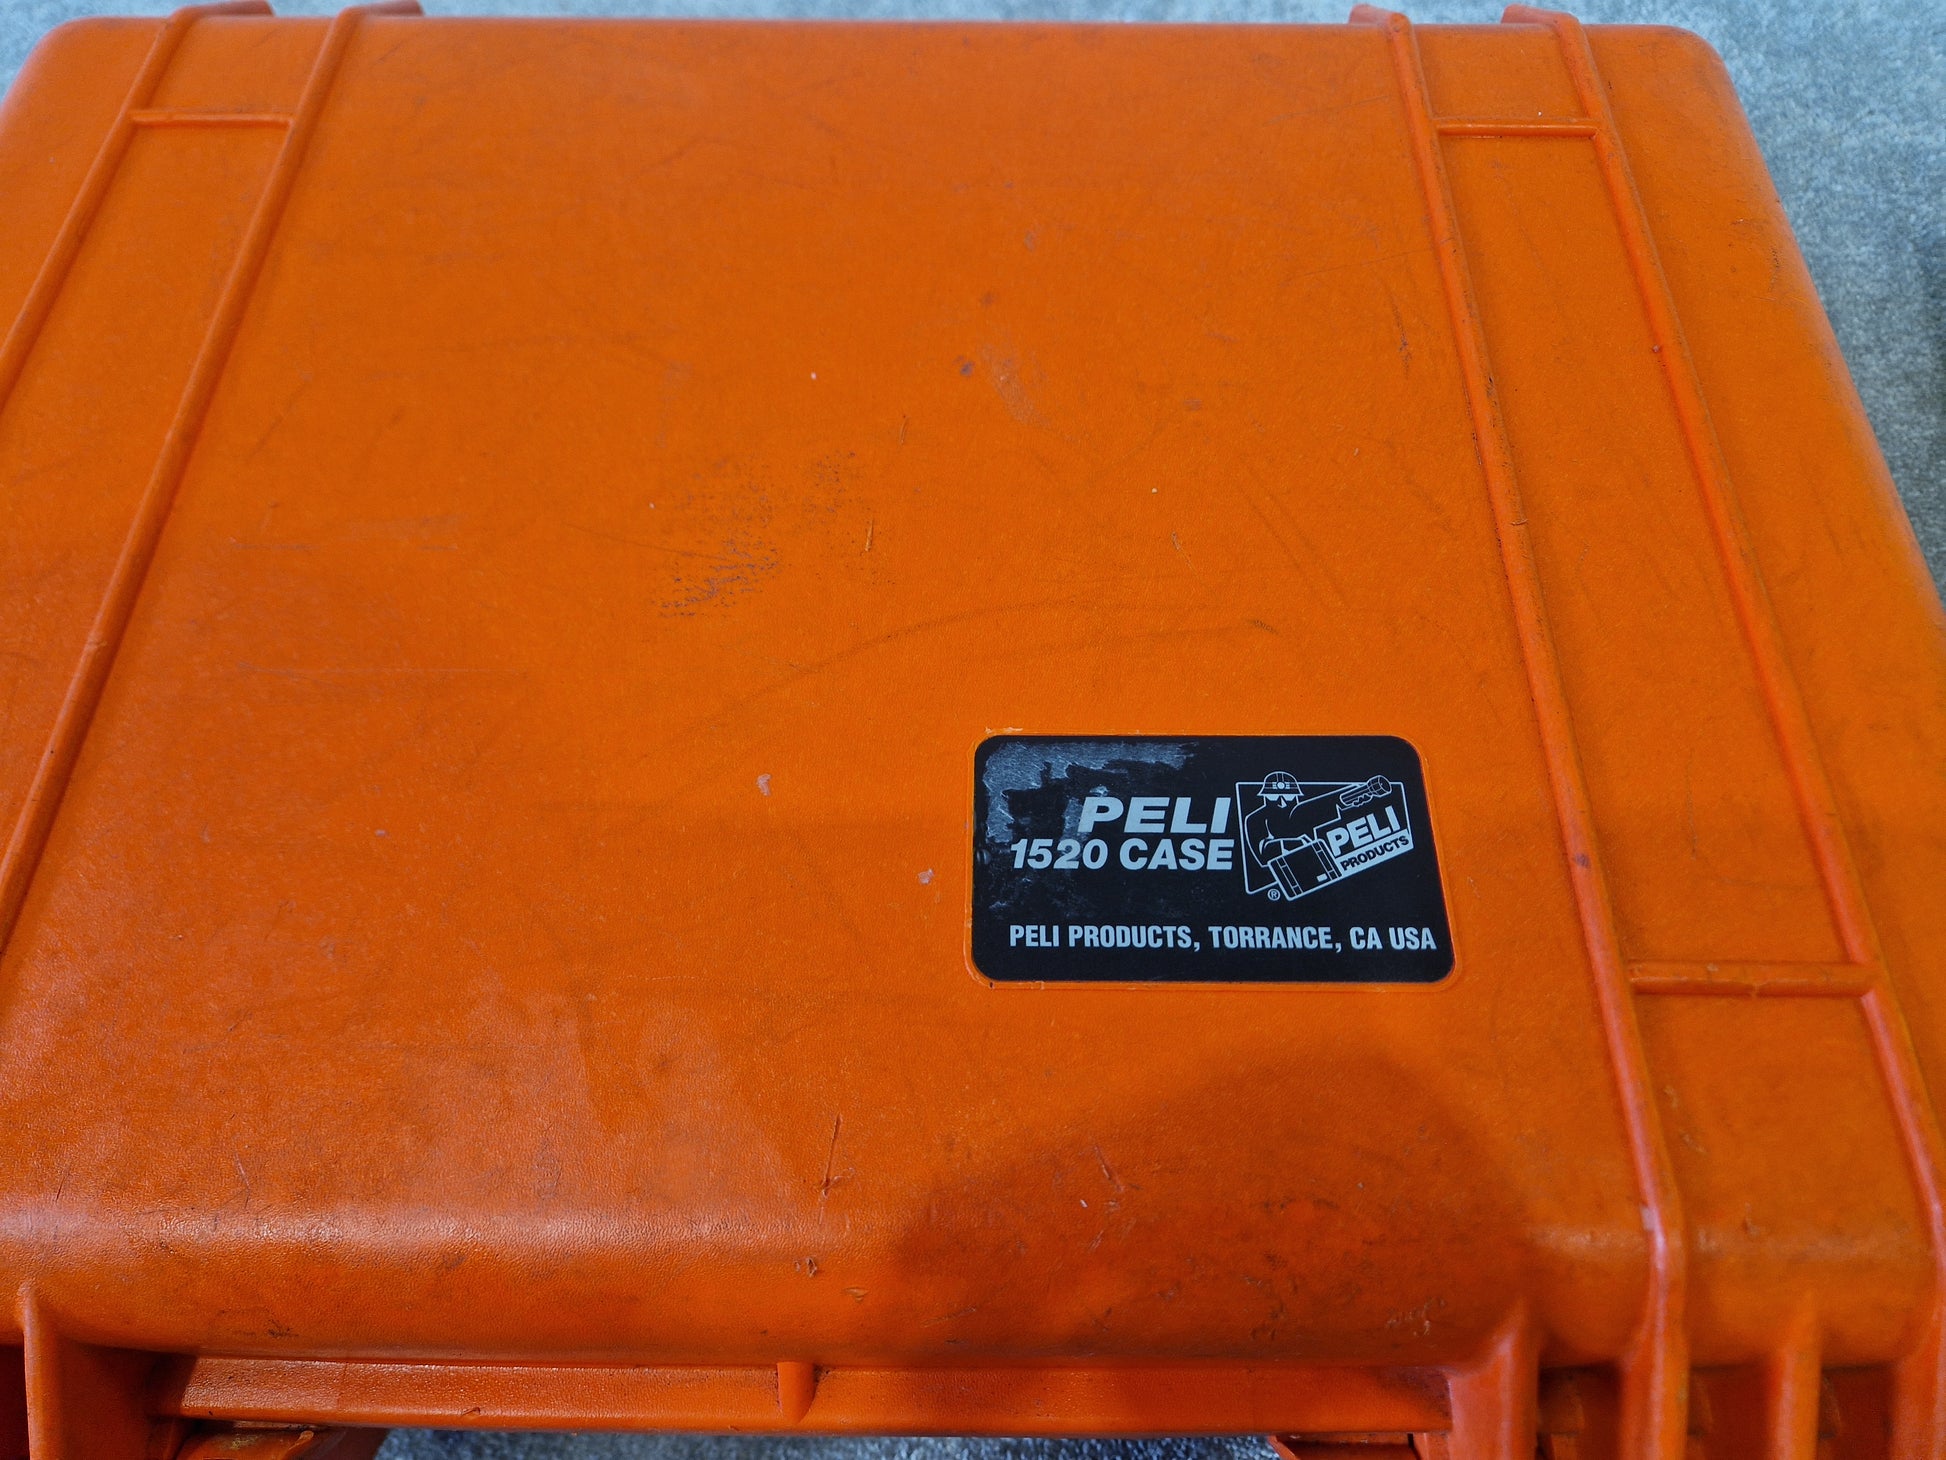 PELI
1520 CASE
PELI
PRODUCTS
®
PELI PRODUCTS, TORRANCE, CA USA